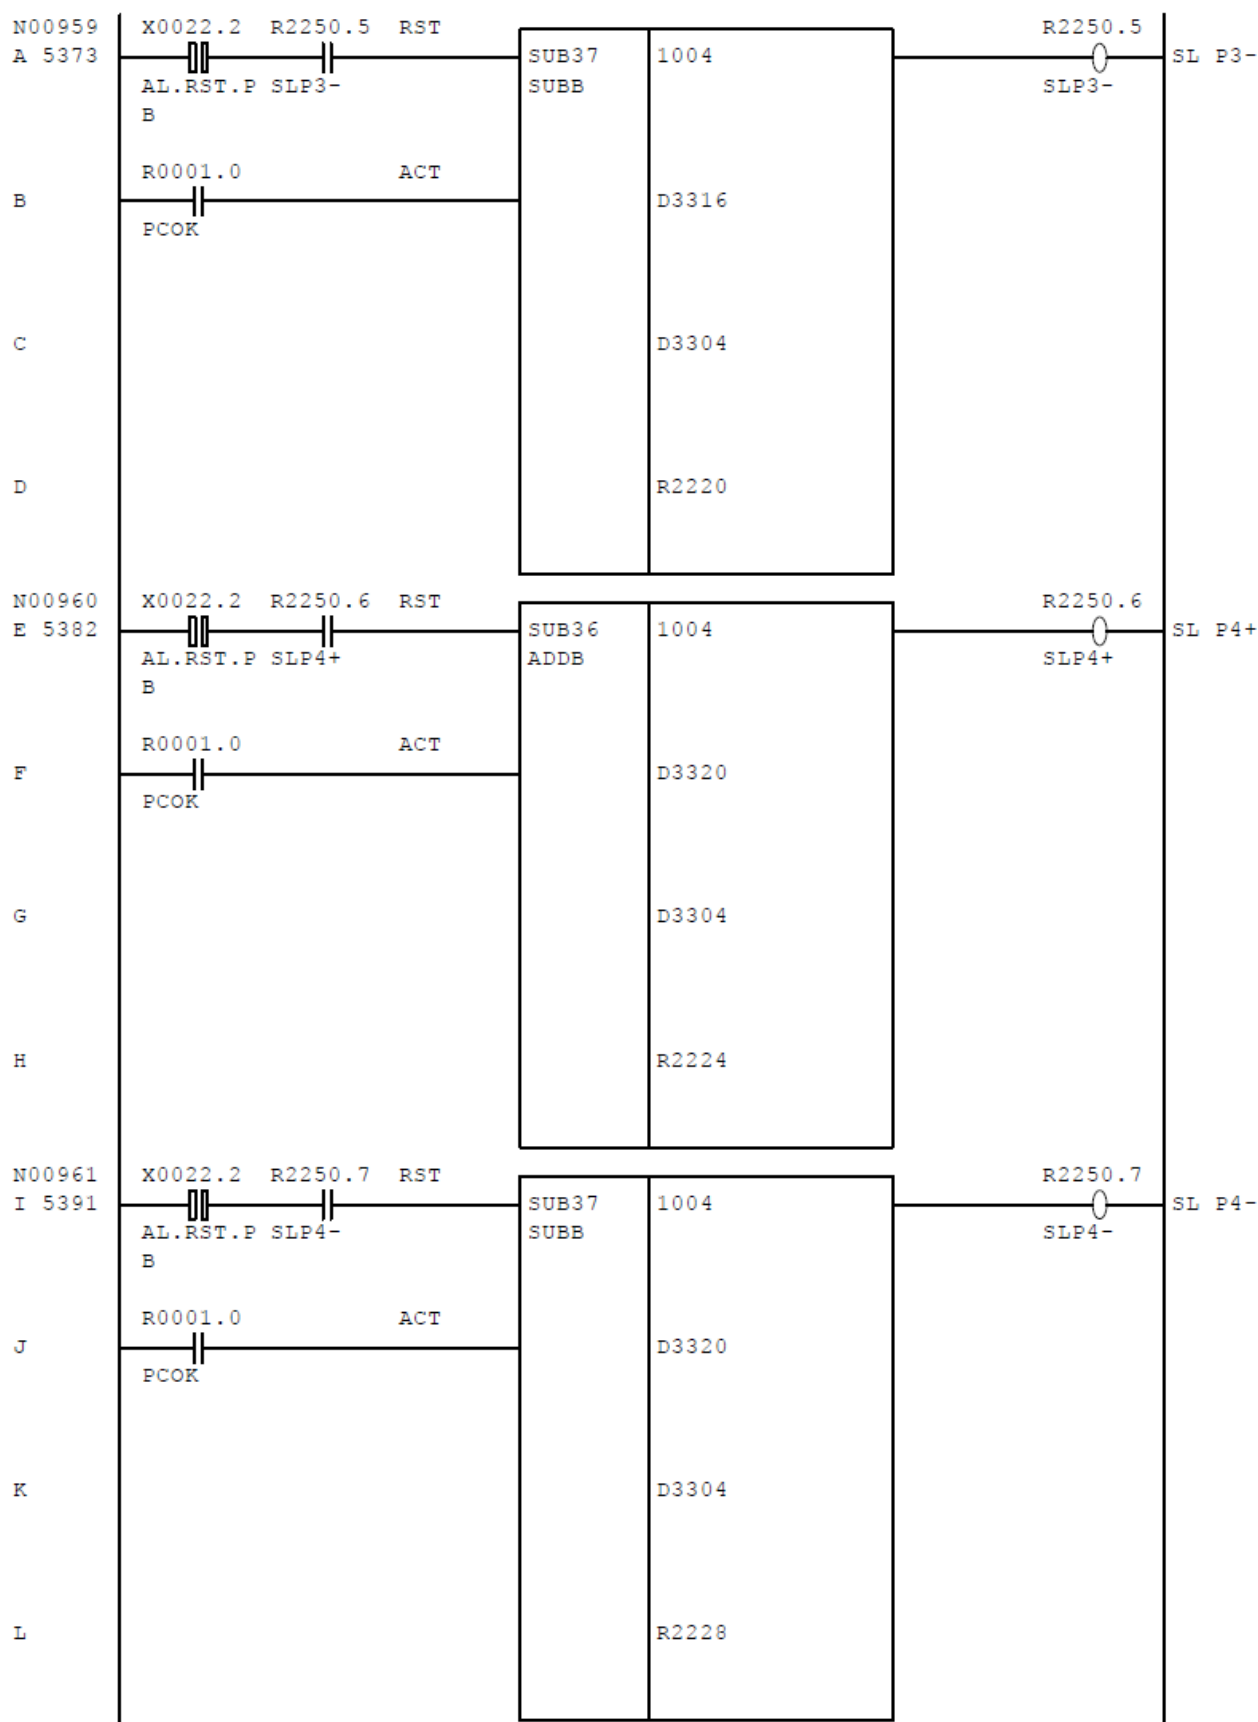 N00959 X0022.2 R2250.5 RST R2250.5
A 5373 SUB37 1004 SL P3-
AL.RST.P SLP3- SUBB SLP3-
B
R0001.0 ACT
B D3316
PCOK
C D3304
D R2220
N00960 X0022.2 R2250.6 RST R2250.6
E 5382 SUB36 1004 SL P4+
AL.RST.P SLP4+ ADDB SLP4+
B
R0001.0 ACT
F D3320
PCOK
G D3304
H R2224
N00961 X0022.2 R2250.7 RST R2250.7
I 5391 SUB37 1004 SL P4-
AL.RST.P SLP4- SUBB SLP4-
B
R0001.0 ACT
J D3320
PCOK
K D3304
L R2228